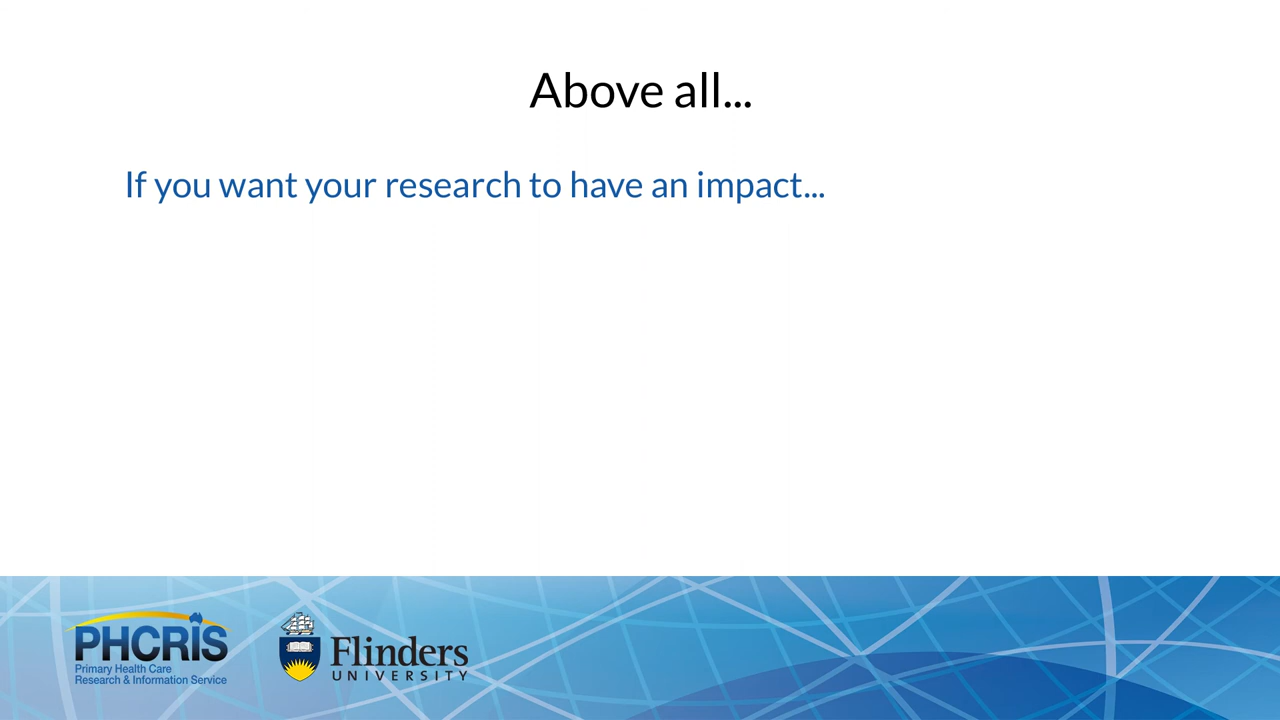 Above all...
If you want your research to have an impact...
PHCRIS
Primary Health Care
Research & Information Service
Flinders
UNIVERSITY